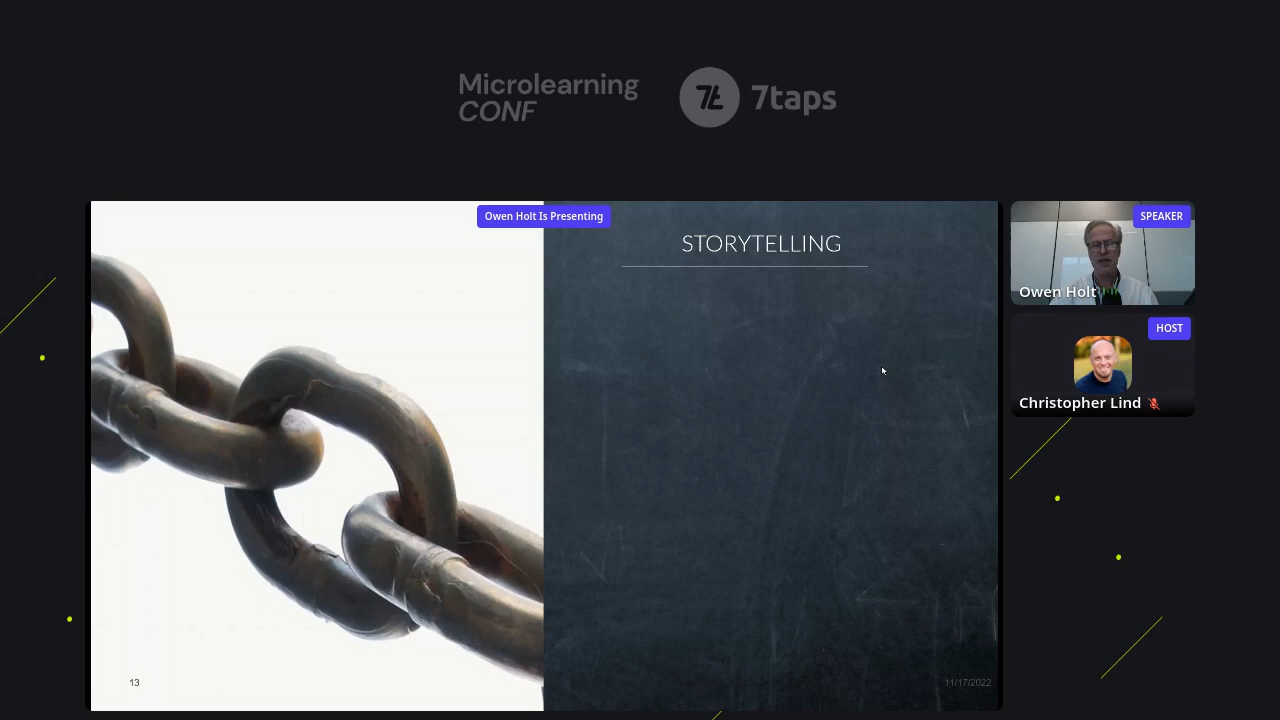 Microlearning
CONF
7taps
Owen Holt Is Presenting
STORYTELLING
SPEAKER
Owen Holt
HOST
Christopher Lind
13
11/17/2022